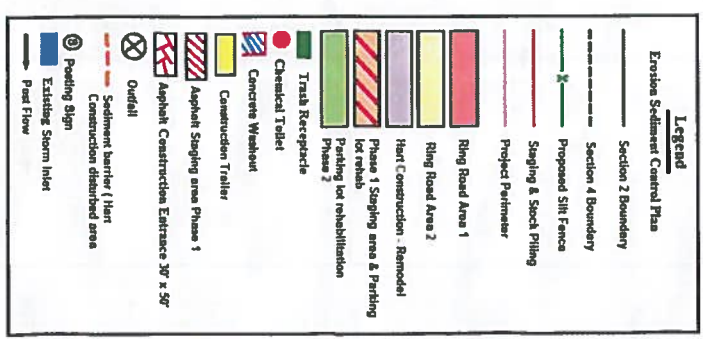 Legend
Erosion Sediment Control Plan
Section 2 Boundary
Section 4 Boundary
Proposed Silt Fence
Staging & Stock Piling
Project Perimeter
Ring Road Area 1
Ring Road Area 2
Hart Construction - Remodel
Phase 1 Staging area & Parking
lot rehab
Parking lot rehabilitation
Phase 2
Trash Receptacle
Chemical Toilet
Concrete Washout
Construction Trailer
Asphalt Staging area Phase 1
Asphalt Construction Entrance 30' x 50'
Outfall
Sediment barrier ( Hart
Construction disturbed area
Posting Sign
Existing Storm Inlet
Post Flow